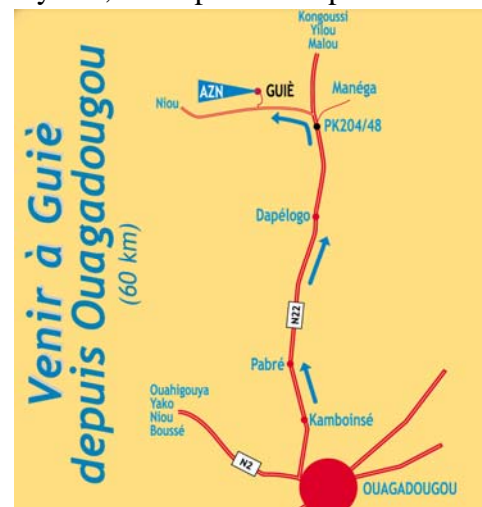 Kongoussi
Yilou
Malou
AZN
GUIÈ
Manéga
Niou
PK204/48
Dapélogo
N22
Pabré
Kamboinsé
Ouahigouya
Yako
Niou
Boussé
N2
OUAGADOUGOU
Venir à Guiè
depuis Ouagadougou
(60 km)